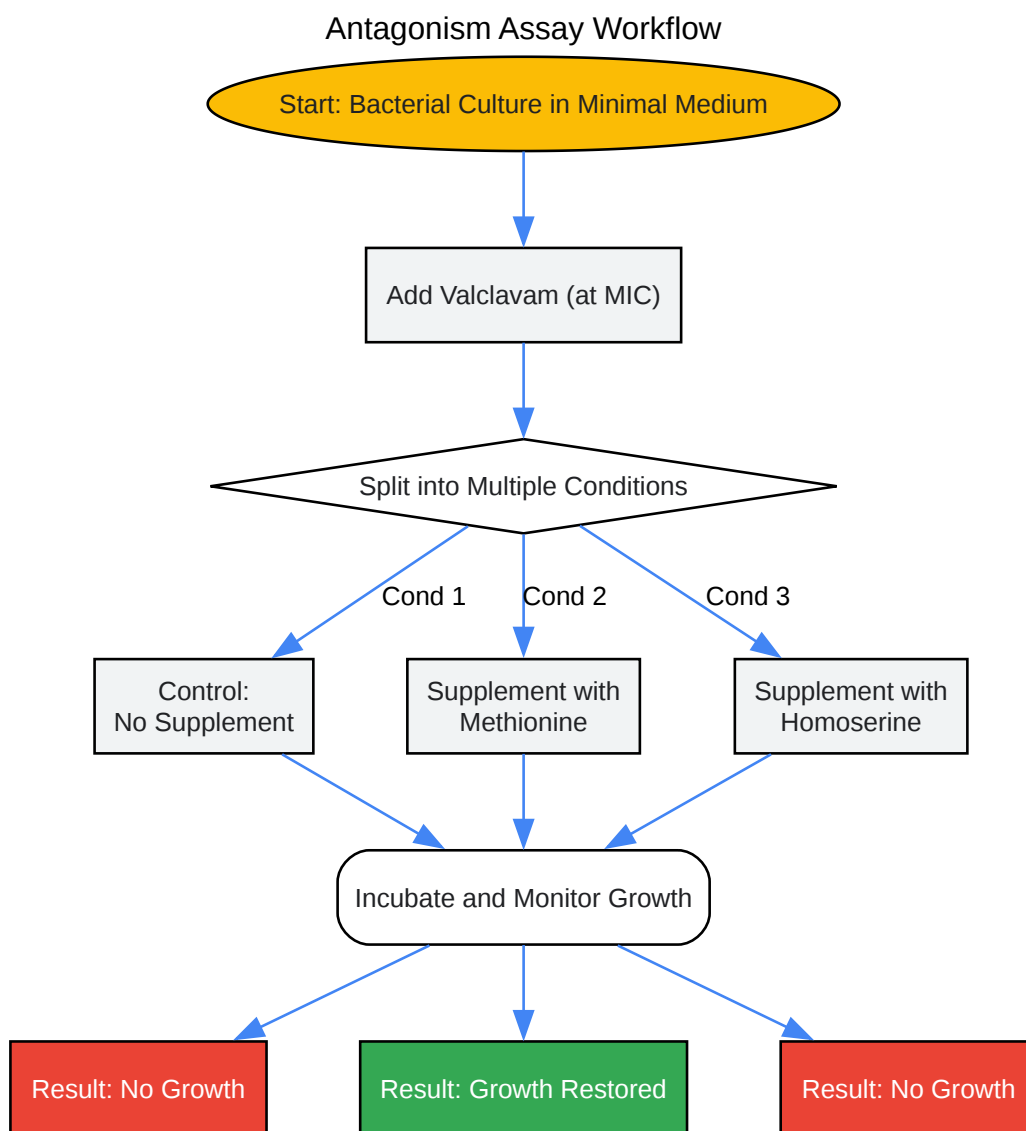 Antagonism Assay Workflow
Start: Bacterial Culture in Minimal Medium
Add Valclavam (at MIC)
Split into Multiple Conditions
Cond 1
Cond 2
Cond 3
Control:
No Supplement
Supplement with
Methionine
Supplement with
Homoserine
Incubate and Monitor Growth
Result: No Growth
Result: Growth Restored
Result: No Growth